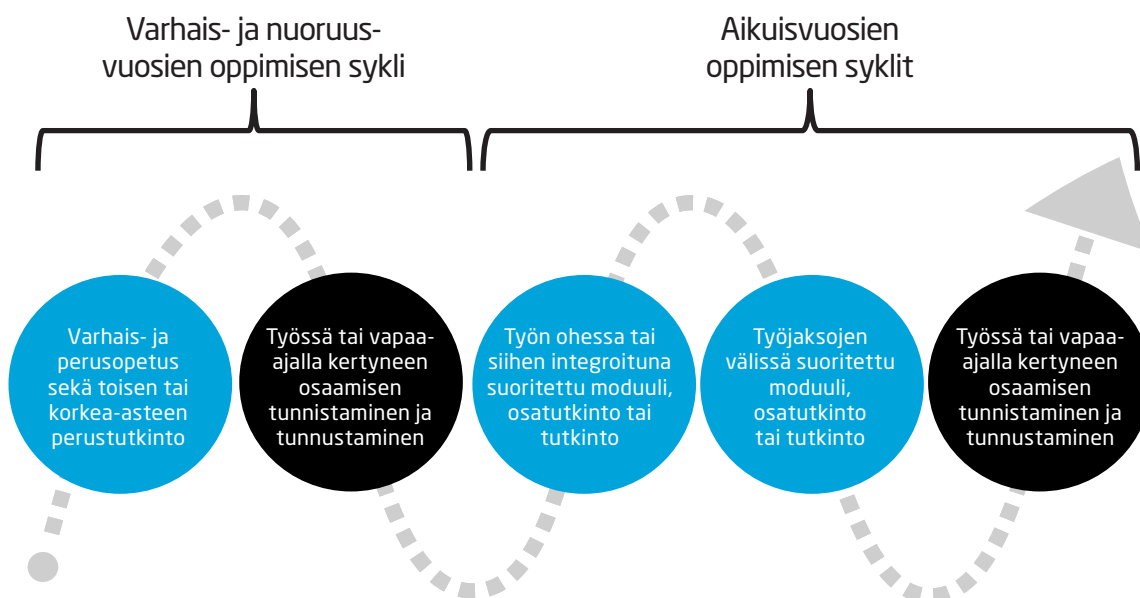 Varhais- ja nuoruus-
vuosien oppimisen sykli
Aikuisvuosien
oppimisen syklit
Varhais- ja
perusopetus
sekä toisen tai
korkea-asteen
perustutkinto
Työssä tai vapaa-
ajalla kertyneen
osaamisen
tunnistaminen ja
tunnustaminen
Työn ohessa tai
siihen integroituna
suoritettu moduuli,
osatutkinto tai
tutkinto
Työjaksojen
välissä suoritettu
moduuli,
osatutkinto
tai tutkinto
Työssä tai vapaa-
ajalla kertyneen
osaamisen
tunnistaminen ja
tunnustaminen